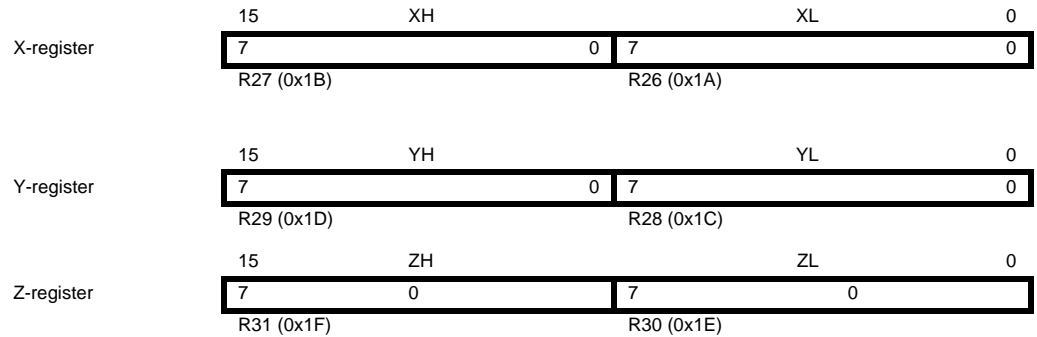 15 XH XL 0
X-register 7 0 7 0
R27 (0x1B) R26 (0x1A)
15 YH YL 0
Y-register 7 0 7 0
R29 (0x1D) R28 (0x1C)
15 ZH ZL 0
Z-register 7 0 7 0
R31 (0x1F) R30 (0x1E)